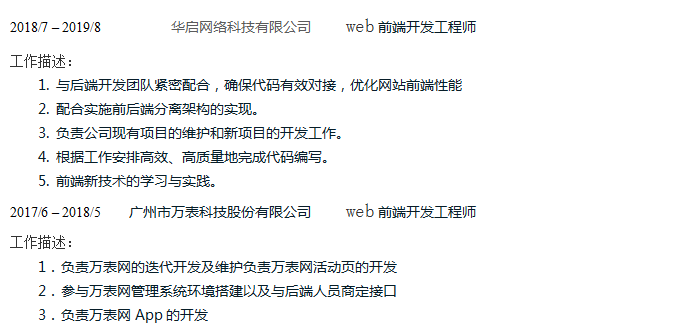 2018/7 – 2019/8 华启网络科技有限公司 web 前端开发工程师
工作描述：
1. 与后端开发团队紧密配合，确保代码有效对接，优化网站前端性能
2. 配合实施前后端分离架构的实现。
3. 负责公司现有项目的维护和新项目的开发工作。
4. 根据工作安排高效、高质量地完成代码编写。
5. 前端新技术的学习与实践。
2017/6 – 2018/5 广州市万表科技股份有限公司 web 前端开发工程师
工作描述：
1．负责万表网的迭代开发及维护负责万表网活动页的开发
2．参与万表网管理系统环境搭建以及与后端人员商定接口
3．负责万表网 App 的开发